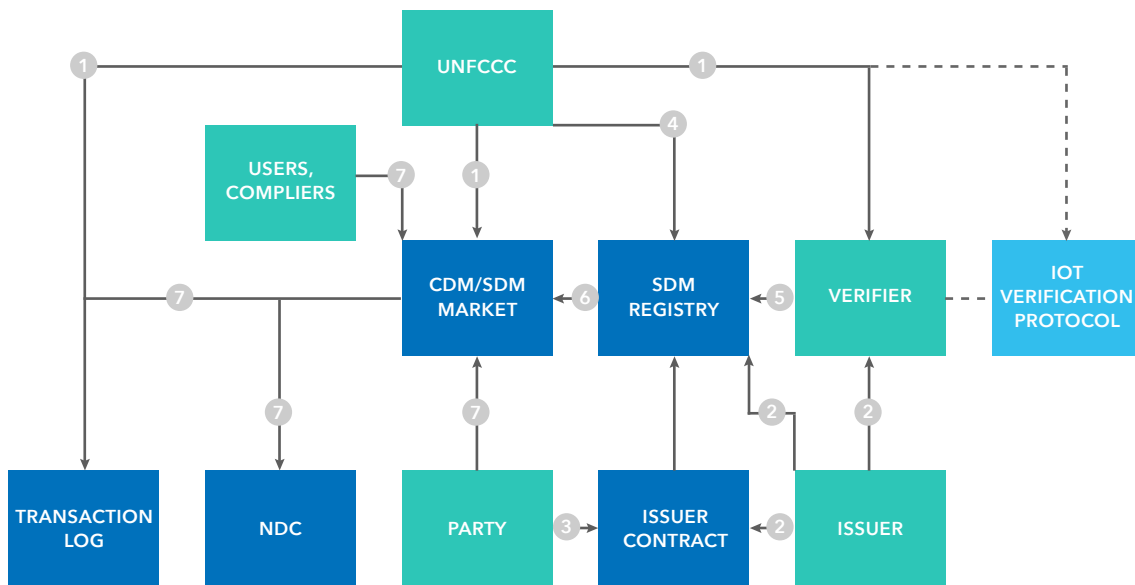 1
UNFCCC
1
4
USERS,
COMPLIERS
7
1
CDM/SDM
MARKET
6
SDM
REGISTRY
5
VERIFIER
IOT
VERIFICATION
PROTOCOL
7
7
7
2
2
TRANSACTION
LOG
NDC
PARTY
3
ISSUER
CONTRACT
2
ISSUER